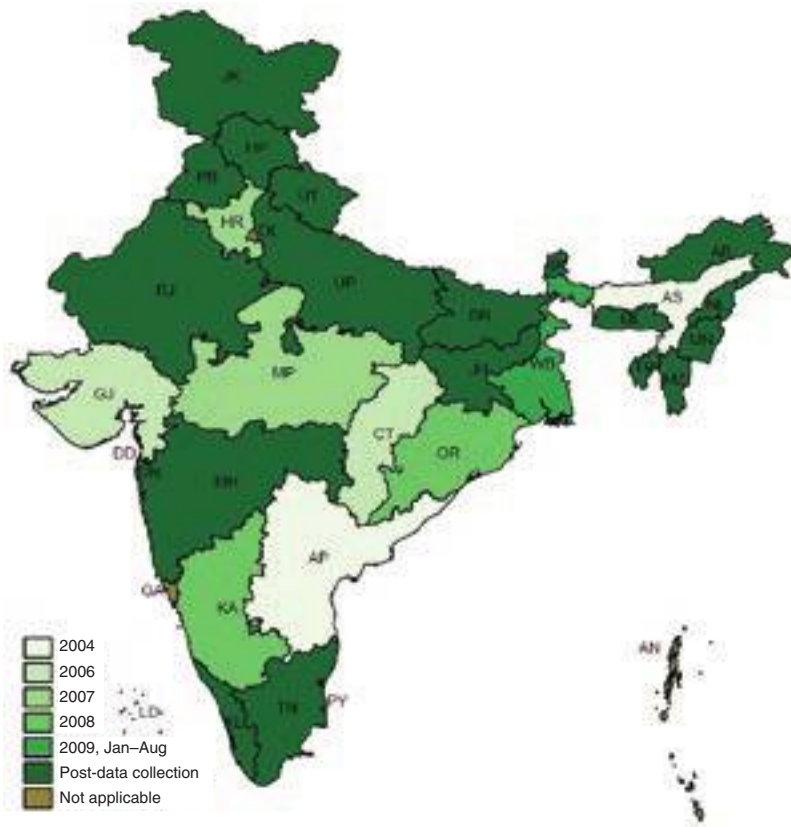 JK
HP
PB
UT
HR
RJ
UP
BR
AS
GJ
MP
JH
WB
CT
OR
DD
MH
AP
GA
KA
AN
2004
2006
2007
2008
2009, Jan–Aug
Post-data collection
Not applicable
LD
TN
PY